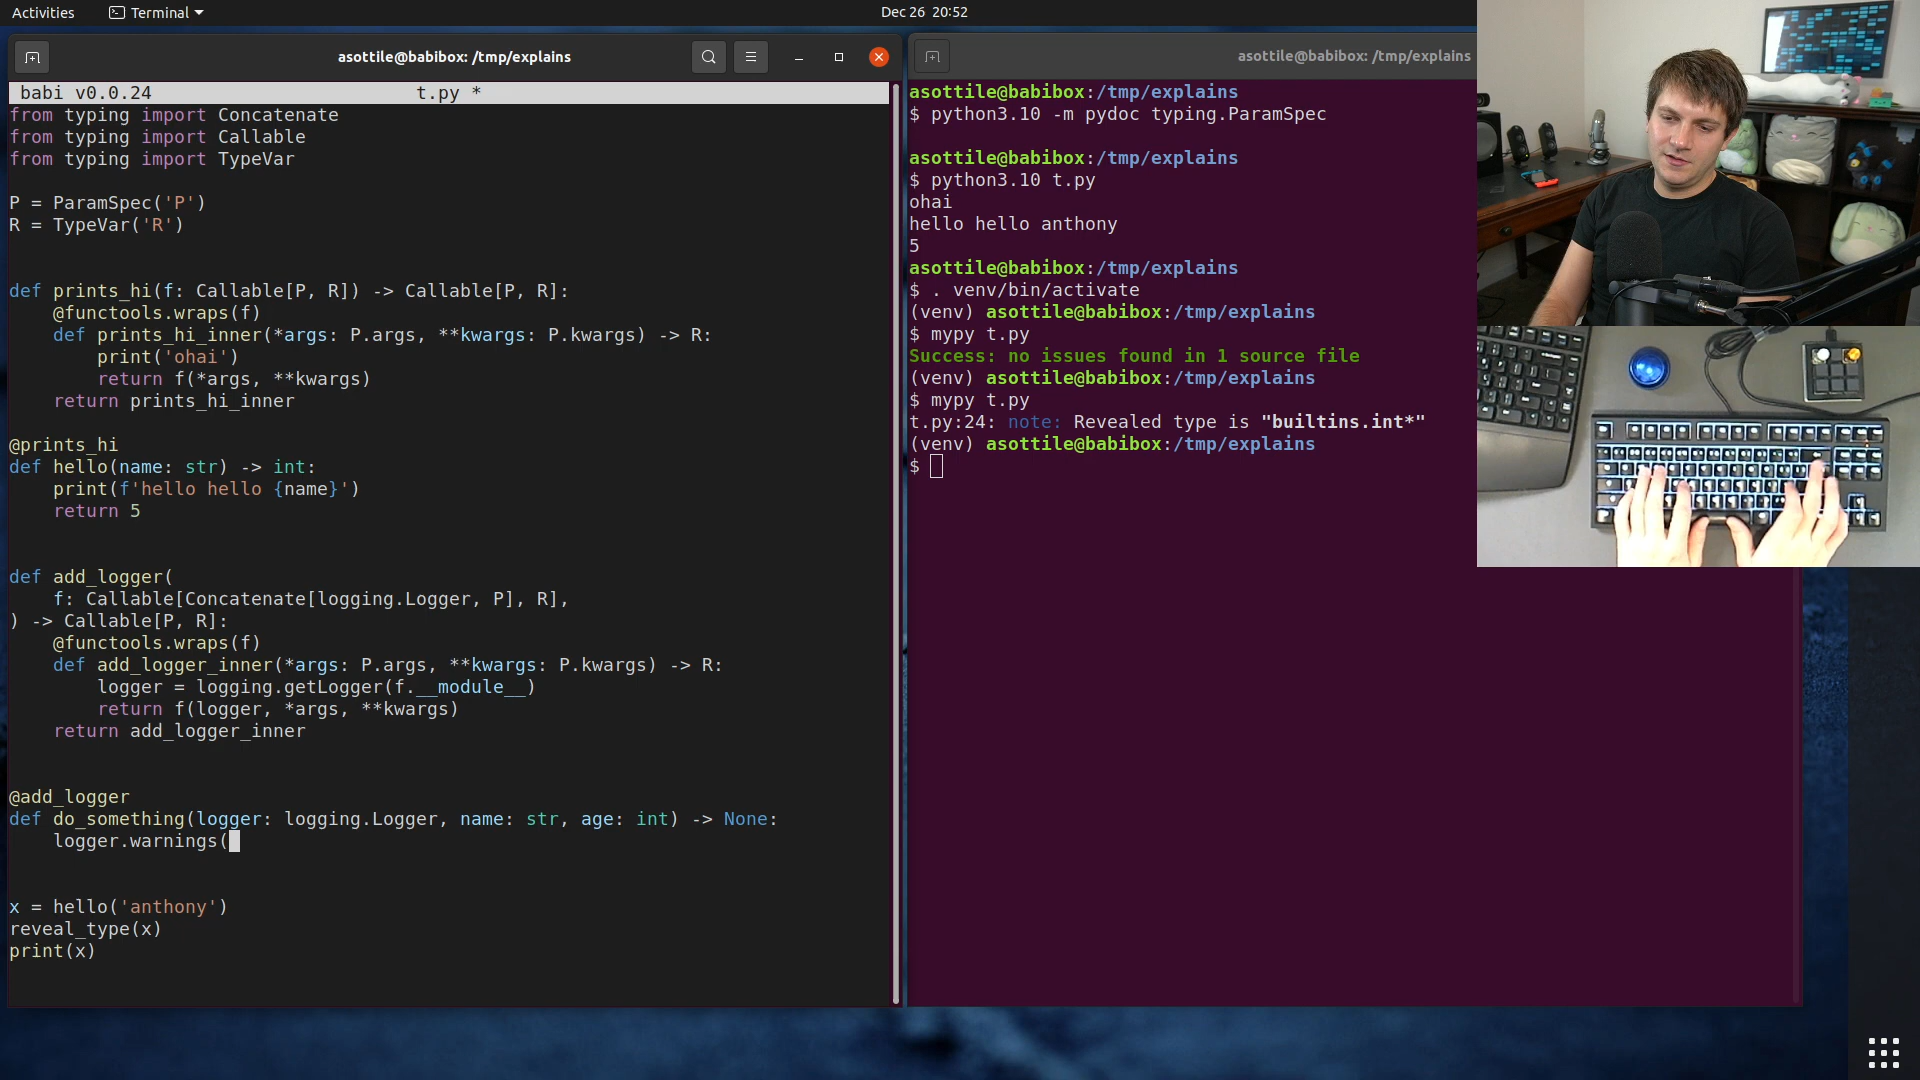 Activities
Terminal
Dec 26 20:52
asottile@babibox: /tmp/explains
babi v0.0.24 t.py *
from typing import Concatenate
from typing import Callable
from typing import TypeVar
P = ParamSpec('P')
R = TypeVar('R')
def prints_hi(f: Callable[P, R]) -> Callable[P, R]:
    @functools.wraps(f)
    def prints_hi_inner(*args: P.args, **kwargs: P.kwargs) -> R:
        print('ohai')
        return f(*args, **kwargs)
    return prints_hi_inner
@prints_hi
def hello(name: str) -> int:
    print(f'hello hello {name}')
    return 5
def add_logger(
    f: Callable[Concatenate[logging.Logger, P], R],
) -> Callable[P, R]:
    @functools.wraps(f)
    def add_logger_inner(*args: P.args, **kwargs: P.kwargs) -> R:
        logger = logging.getLogger(f.__module__)
        return f(logger, *args, **kwargs)
    return add_logger_inner
@add_logger
def do_something(logger: logging.Logger, name: str, age: int) -> None:
    logger.warnings(
x = hello('anthony')
reveal_type(x)
print(x)
asottile@babibox: /tmp/explains
asottile@babibox:/tmp/explains
$ python3.10 -m pydoc typing.ParamSpec
asottile@babibox:/tmp/explains
$ python3.10 t.py
ohai
hello hello anthony
5
asottile@babibox:/tmp/explains
$ . venv/bin/activate
(venv) asottile@babibox:/tmp/explains
$ mypy t.py
Success: no issues found in 1 source file
(venv) asottile@babibox:/tmp/explains
$ mypy t.py
t.py:24: note: Revealed type is "builtins.int*"
(venv) asottile@babibox:/tmp/explains
$